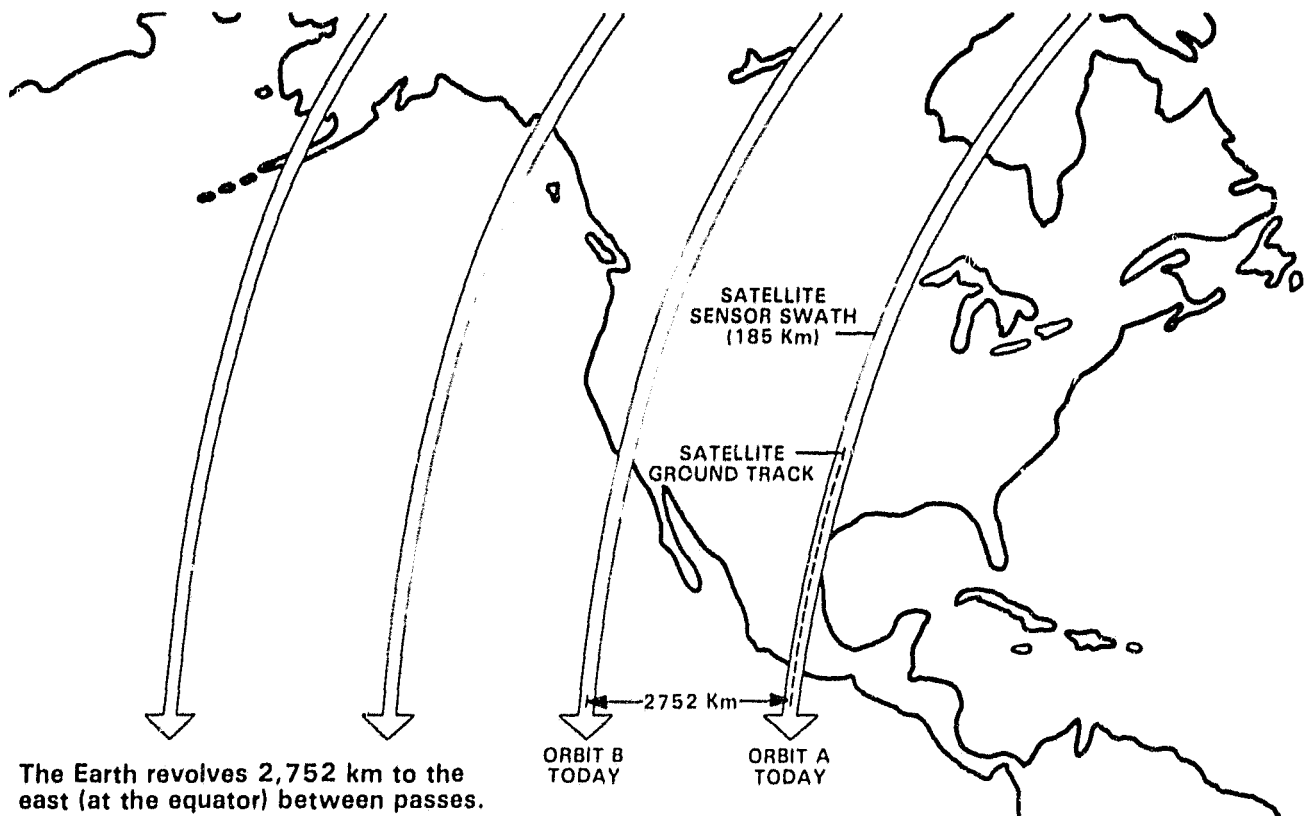 SATELLITE
SENSOR SWATH
(185 Km)
SATELLITE
GROUND TRACK
2752 Km
ORBIT B
TODAY
ORBIT A
TODAY
The Earth revolves 2,752 km to the
east (at the equator) between passes.